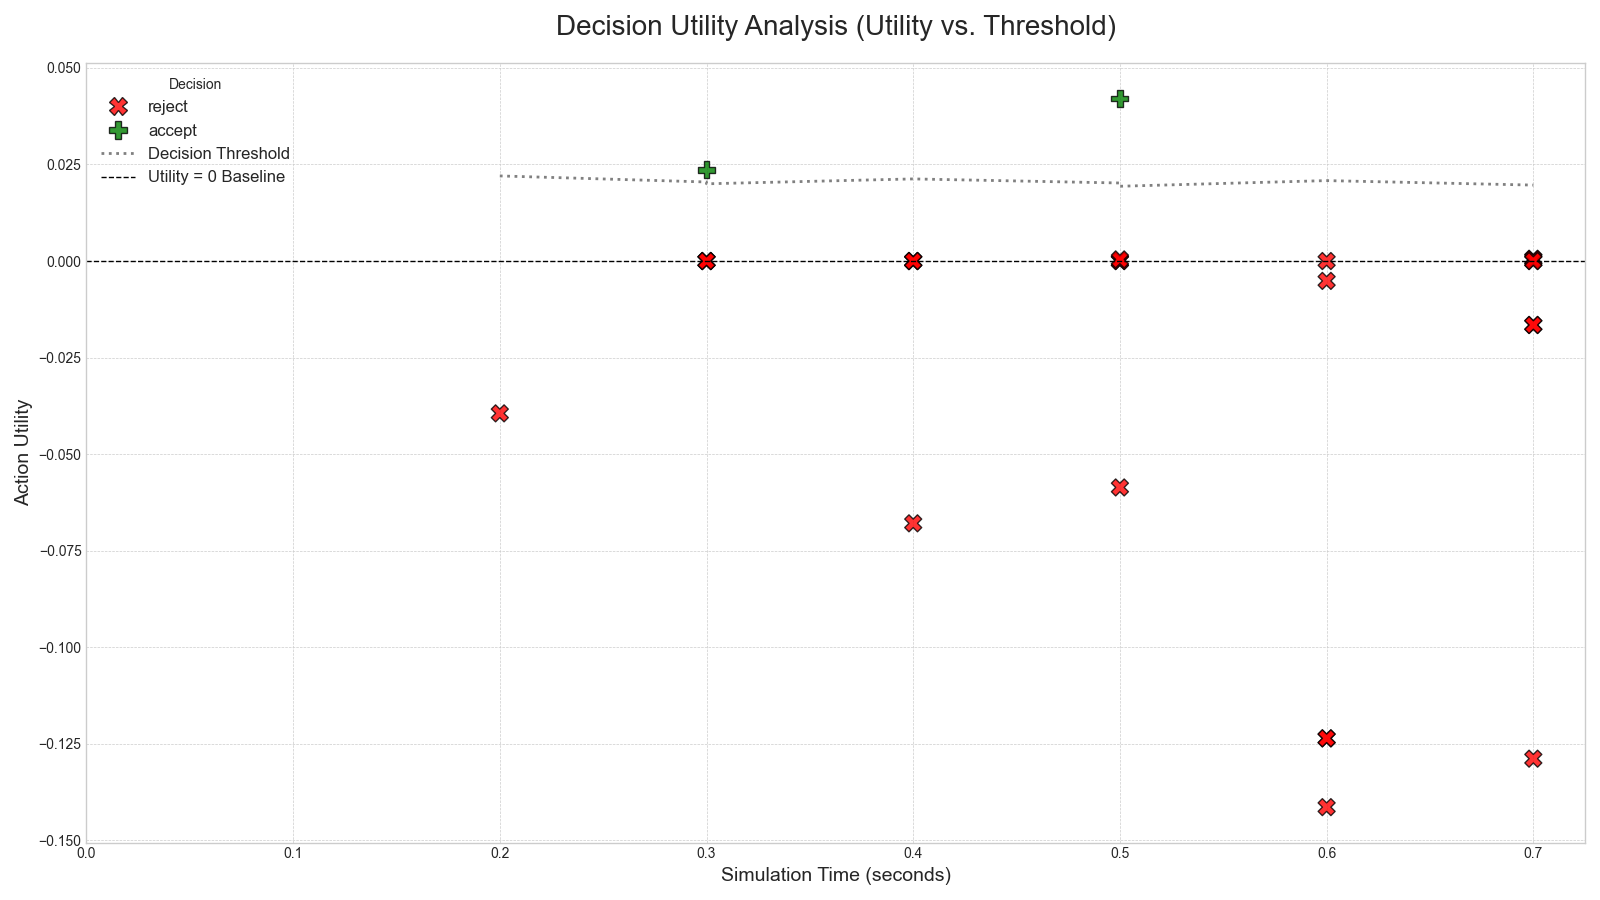 Decision Utility Analysis (Utility vs. Threshold)
Decision
reject
accept
Decision Threshold
Utility = 0 Baseline
0.050
0.025
0.000
−0.025
−0.050
−0.075
−0.100
−0.125
−0.150
Action Utility
0.0 0.1 0.2 0.3 0.4 0.5 0.6 0.7
Simulation Time (seconds)